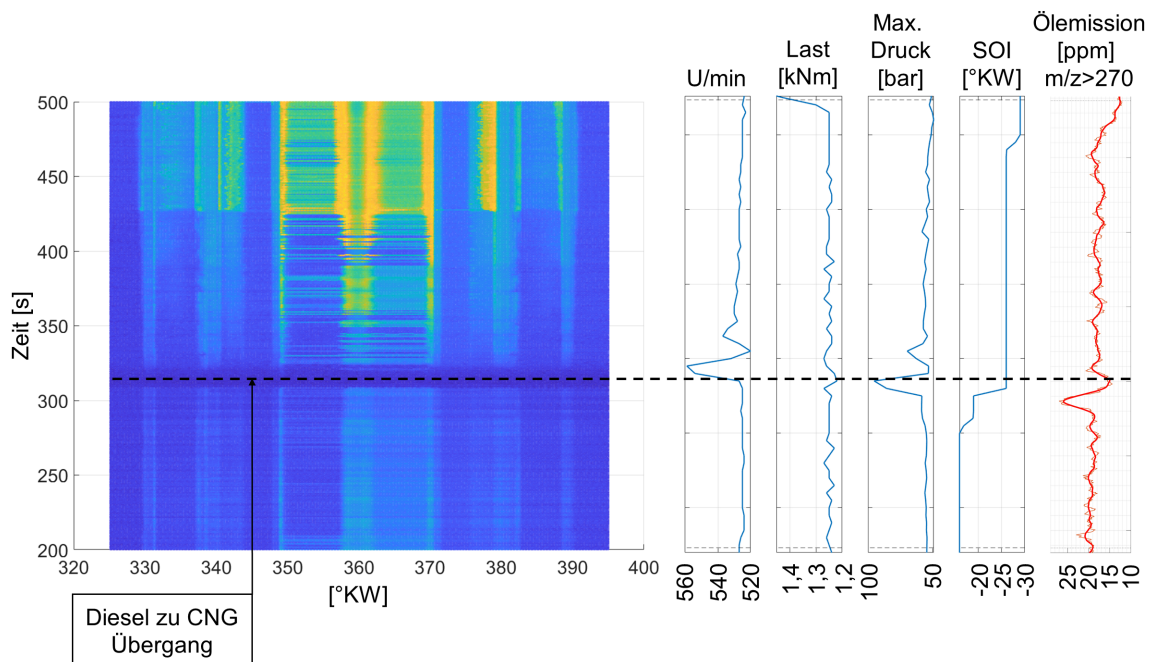 Max.
Ölemission
Last
Druck
SOI
[ppm]
U/min
[kNm]
[bar]
[°KW]
m/z>270
500
450
400
350
300
250
200
Zeit [s]
320
330
340
350
360
370
380
390
400
[°KW]
560
540
520
1,4
1,3
1,2
100
50
-20
-25
-30
25
20
15
10
Diesel zu CNG
Übergang